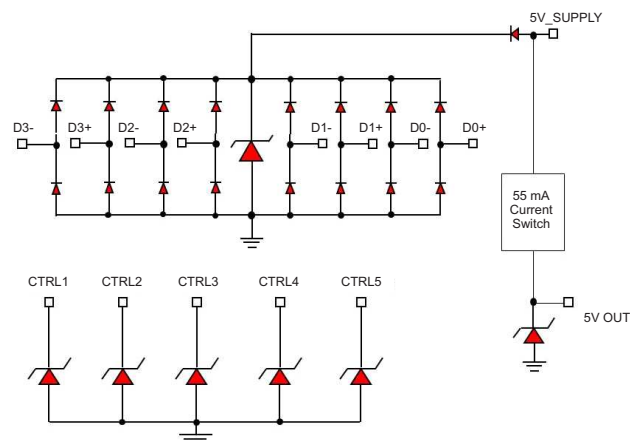 5V_SUPPLY
D3-
D3+
D2-
D2+
D1-
D1+
D0-
D0+
55 mA
Current
Switch
CTRL1
CTRL2
CTRL3
CTRL4
CTRL5
5V OUT